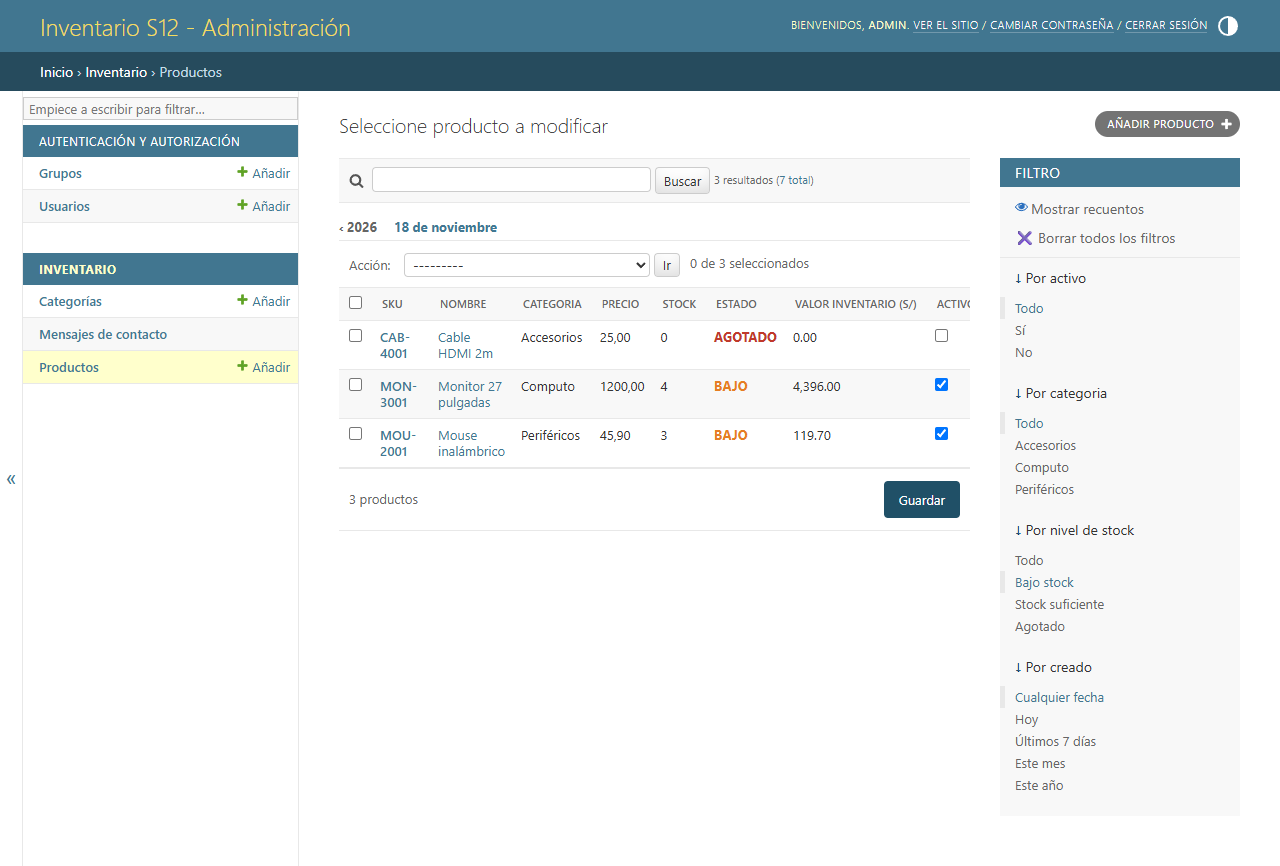 Inventario S12 - Administración
BIENVENIDOS, ADMIN. VER EL SITIO / CAMBIAR CONTRASEÑA / CERRAR SESIÓN
Inicio › Inventario › Productos
Empiece a escribir para filtrar...
AUTENTICACIÓN Y AUTORIZACIÓN
Grupos Añadir
Usuarios Añadir
INVENTARIO
Categorías Añadir
Mensajes de contacto
Productos Añadir
«
Seleccione producto a modificar
AÑADIR PRODUCTO +
Buscar 3 resultados (7 total)
‹ 2026 18 de noviembre
Acción: --------- Ir 0 de 3 seleccionados
SKU NOMBRE CATEGORIA PRECIO STOCK ESTADO VALOR INVENTARIO (S/) ACTIVO
CAB-4001 Cable HDMI 2m Accesorios 25,00 0 AGOTADO 0.00
MON-3001 Monitor 27 pulgadas Computo 1200,00 4 BAJO 4,396.00
MOU-2001 Mouse inalámbrico Periféricos 45,90 3 BAJO 119.70
3 productos
Guardar
FILTRO
Mostrar recuentos
Borrar todos los filtros
↓ Por activo
Todo
Sí
No
↓ Por categoria
Todo
Accesorios
Computo
Periféricos
↓ Por nivel de stock
Todo
Bajo stock
Stock suficiente
Agotado
↓ Por creado
Cualquier fecha
Hoy
Últimos 7 días
Este mes
Este año